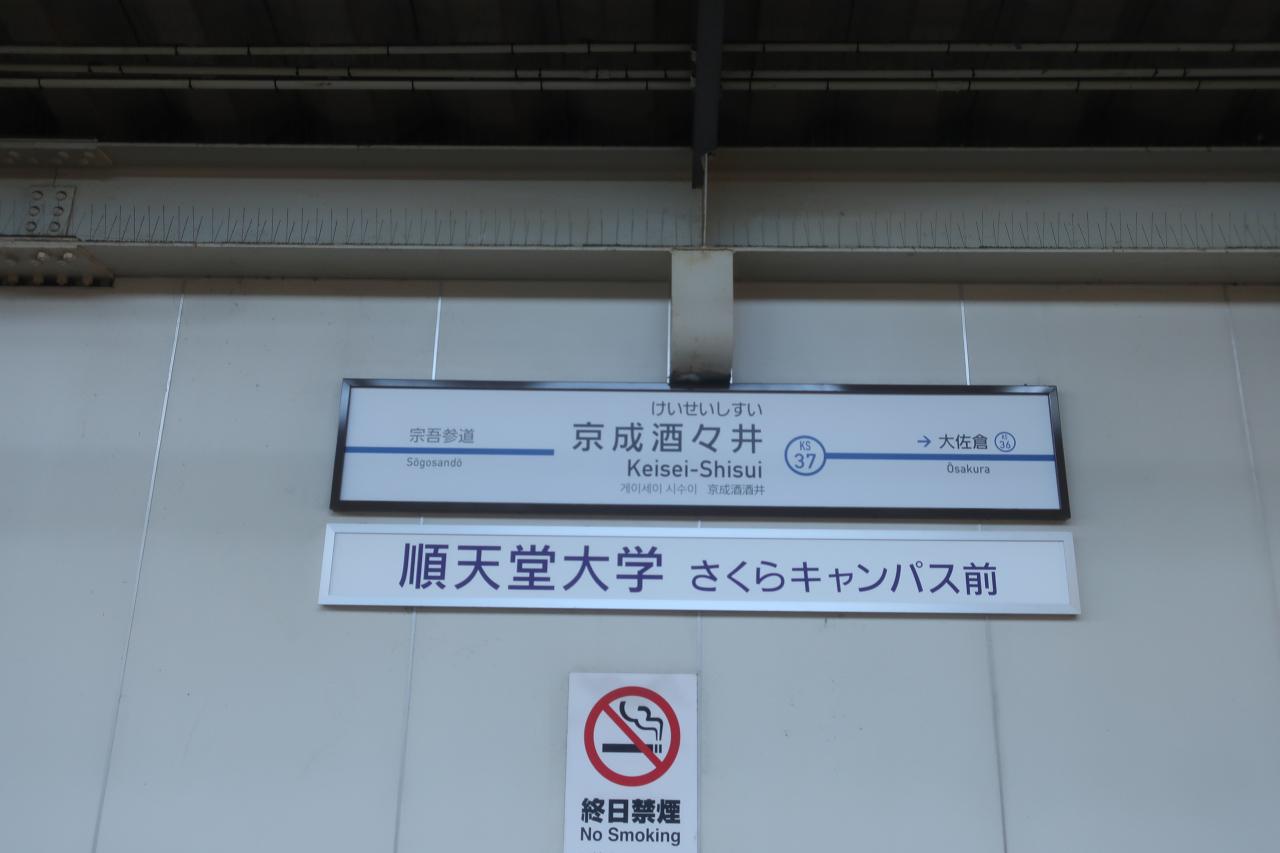 けいせいしすい
宗吾参道 京成酒々井 KS 37 → 大佐倉 KS 36
Sōgosandō Keisei-Shisui Ōsakura
게이세이 시수이 京成酒酒井
順天堂大学 さくらキャンパス前
終日禁煙
No Smoking